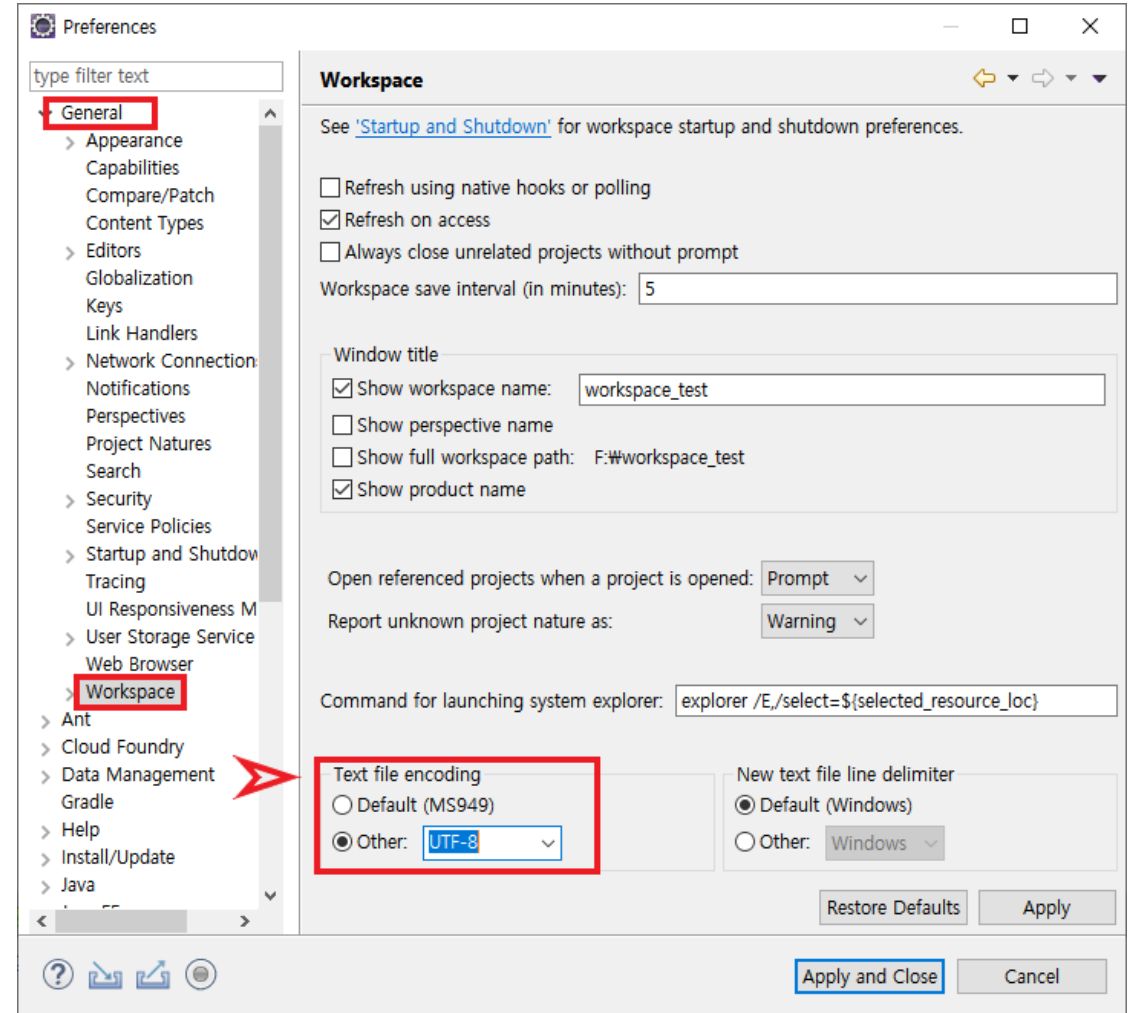 Preferences
type filter text
General
Appearance
Capabilities
Compare/Patch
Content Types
Editors
Globalization
Keys
Link Handlers
Network Connection
Notifications
Perspectives
Project Natures
Search
Security
Service Policies
Startup and Shutdow
Tracing
UI Responsiveness M
User Storage Service
Web Browser
Workspace
Ant
Cloud Foundry
Data Management
Gradle
Help
Install/Update
Java
Workspace
See 'Startup and Shutdown' for workspace startup and shutdown preferences.
Refresh using native hooks or polling
Refresh on access
Always close unrelated projects without prompt
Workspace save interval (in minutes): 5
Window title
Show workspace name: workspace_test
Show perspective name
Show full workspace path: F:₩workspace_test
Show product name
Open referenced projects when a project is opened: Prompt
Report unknown project nature as: Warning
Command for launching system explorer: explorer /E,/select=${selected_resource_loc}
Text file encoding
Default (MS949)
Other: UTF-8
New text file line delimiter
Default (Windows)
Other: Windows
Restore Defaults Apply
Apply and Close Cancel